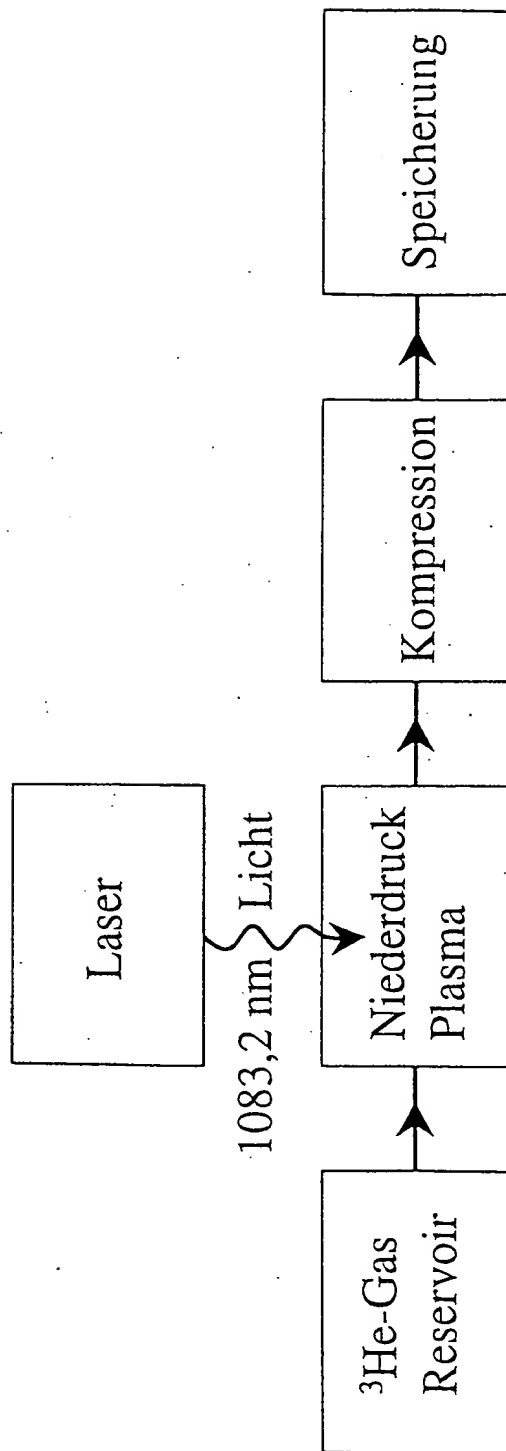 Laser
1083,2 nm Licht
³He-Gas
Reservoir
Niederdruck
Plasma
Kompression
Speicherung